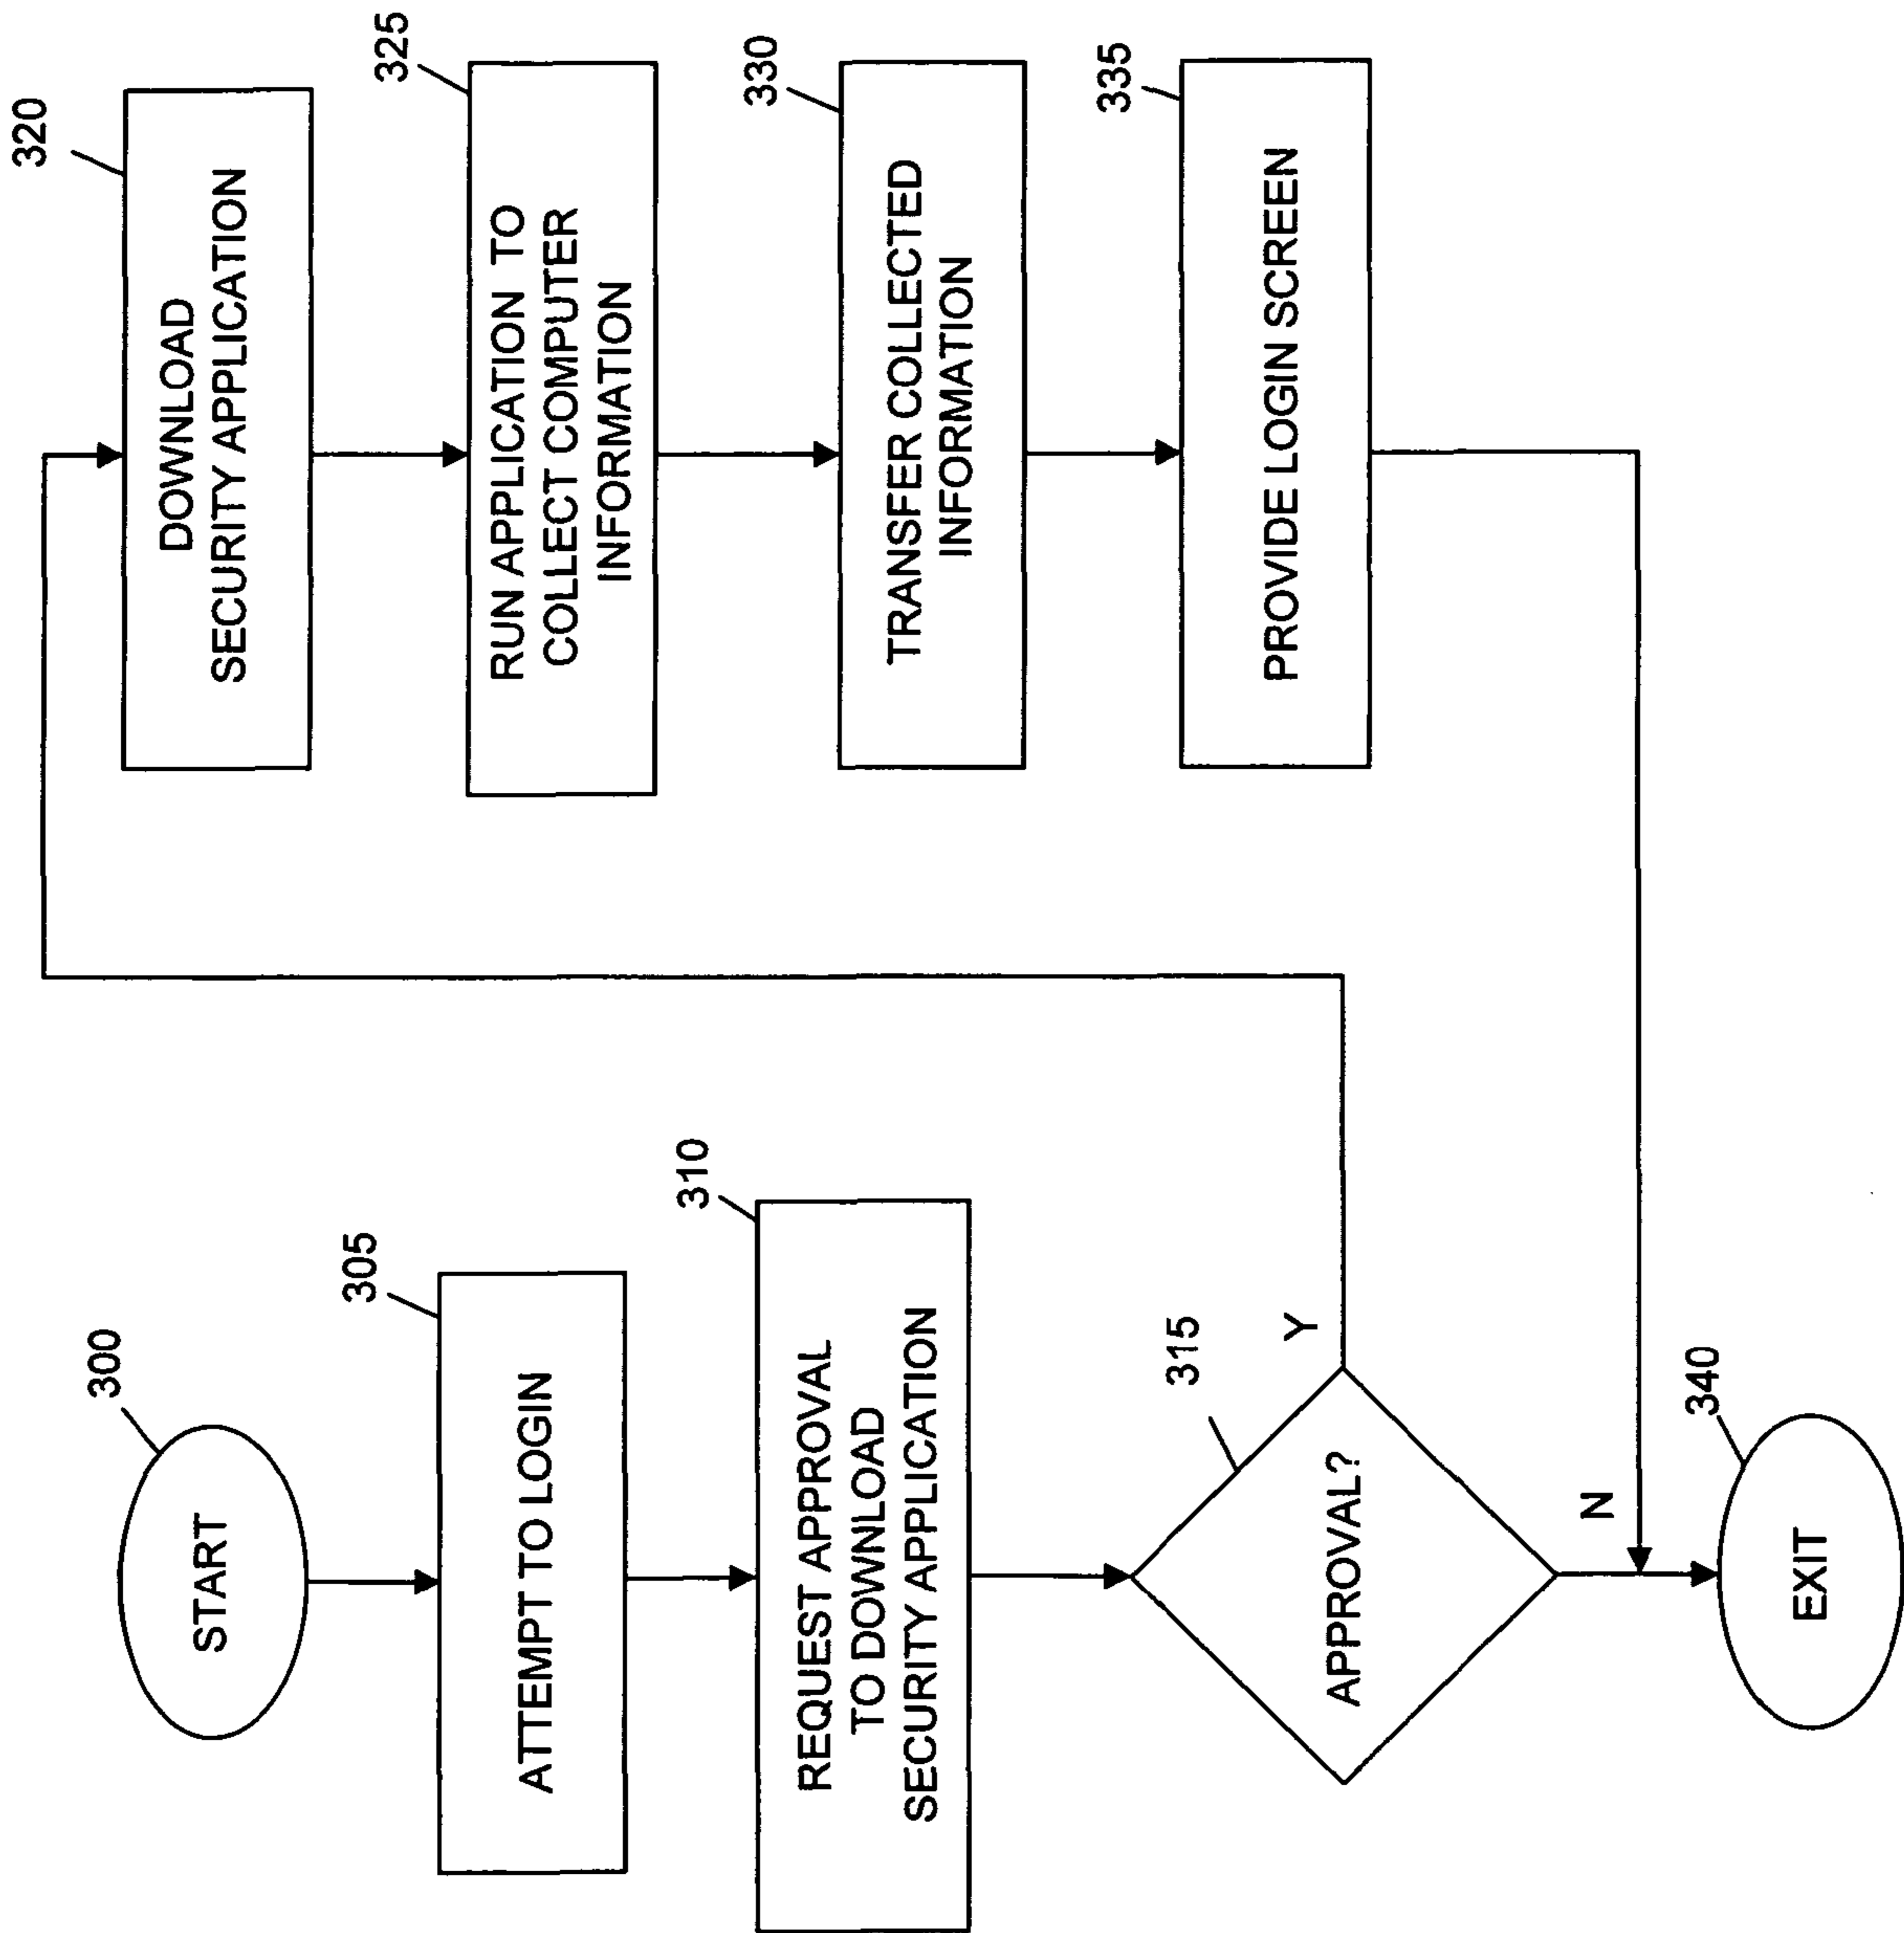 300
START
305
ATTEMPT TO LOGIN
310
REQUEST APPROVAL
TO DOWNLOAD
SECURITY APPLICATION
315
APPROVAL?
Y
N
340
EXIT
320
DOWNLOAD
SECURITY APPLICATION
325
RUN APPLICATION TO
COLLECT COMPUTER
INFORMATION
330
TRANSFER COLLECTED
INFORMATION
335
PROVIDE LOGIN SCREEN